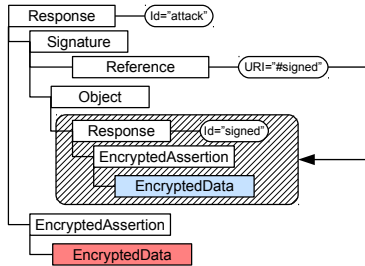 Response Id="attack"
Signature
Reference URI="#signed"
Object
Response Id="signed"
EncryptedAssertion
EncryptedData
EncryptedAssertion
EncryptedData